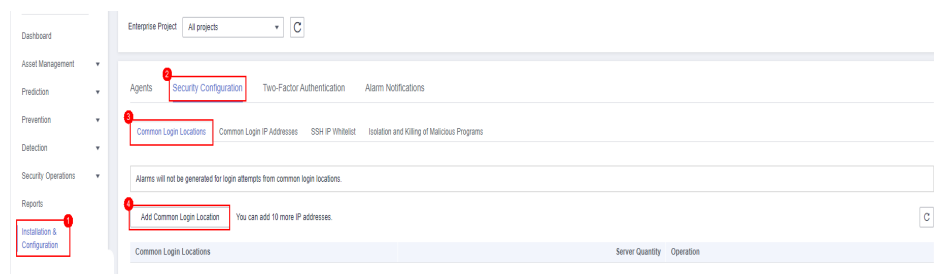 Enterprise Project All projects
Dashboard
Asset Management
Prediction
Prevention
Detection
Security Operations
Reports
1
Installation &
Configuration
2
Agents Security Configuration Two-Factor Authentication Alarm Notifications
3
Common Login Locations Common Login IP Addresses SSH IP Whitelist Isolation and Killing of Malicious Programs
Alarms will not be generated for login attempts from common login locations.
4
Add Common Login Location You can add 10 more IP addresses.
Common Login Locations Server Quantity Operation